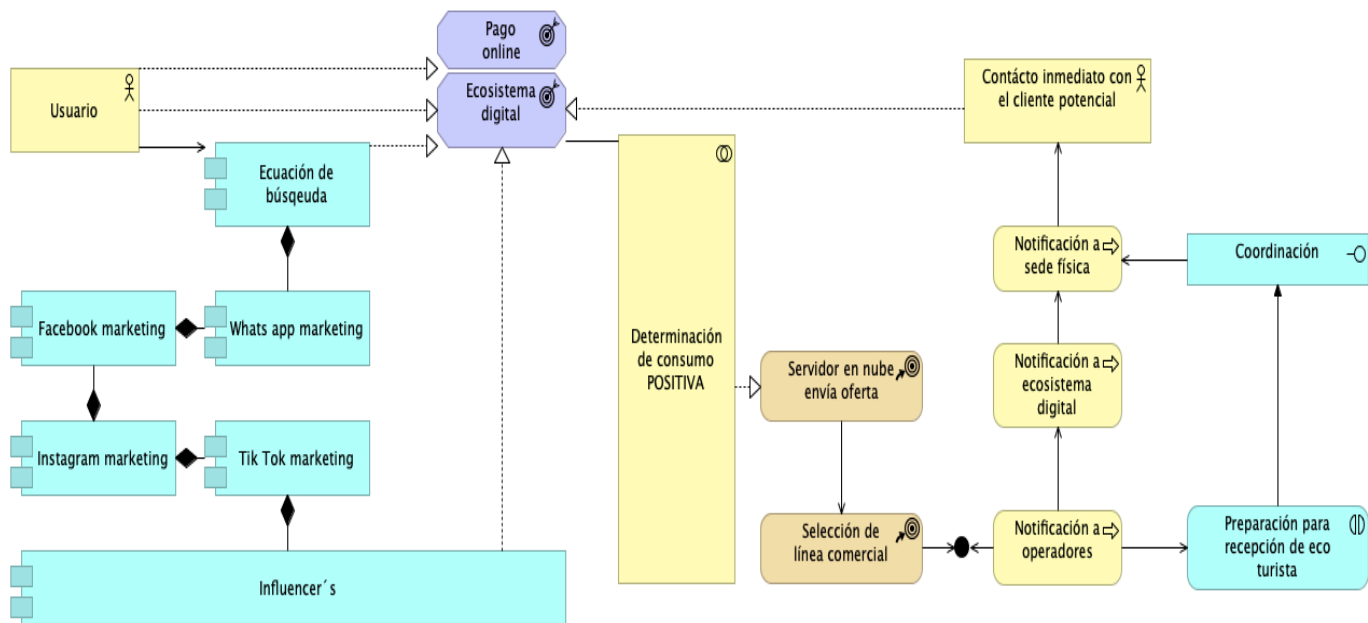 Pago
online
Usuario
Ecosistema
digital
Contácto inmediato con
el cliente potencial
Ecuación de
búsqeuda
Notificación a
sede física
Coordinación
Facebook marketing
Whats app marketing
Determinación
de consumo
POSITIVA
Servidor en nube
envía oferta
Notificación a
ecosistema
digital
Instagram marketing
Tik Tok marketing
Selección de
línea comercial
Notificación a
operadores
Preparación para
recepción de eco
turista
Influencer´s